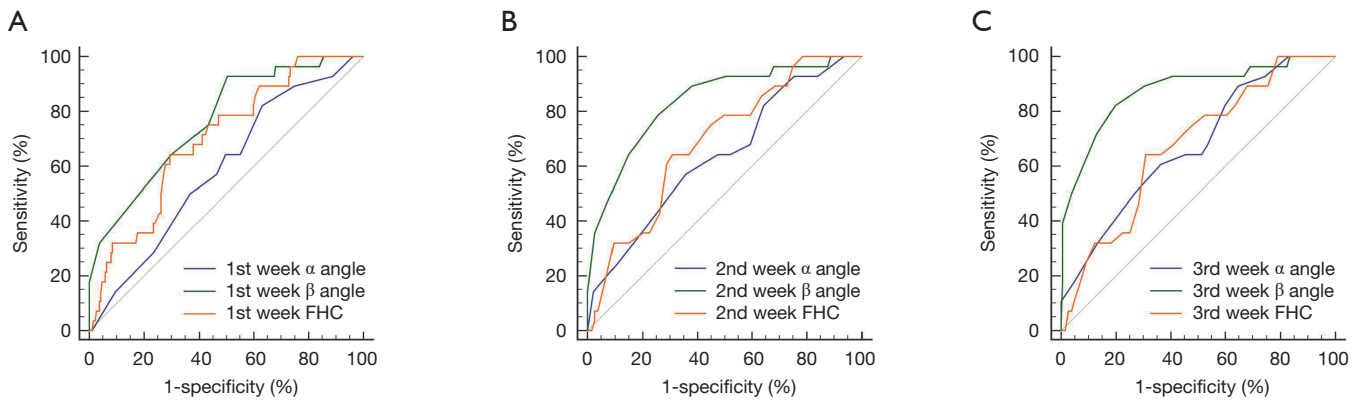 A
Sensitivity (%)
100
80
60
40
20
0
1st week α angle
1st week β angle
1st week FHC
0 20 40 60 80 100
1-specificity (%)
B
Sensitivity (%)
100
80
60
40
20
0
2nd week α angle
2nd week β angle
2nd week FHC
0 20 40 60 80 100
1-specificity (%)
C
Sensitivity (%)
100
80
60
40
20
0
3rd week α angle
3rd week β angle
3rd week FHC
0 20 40 60 80 100
1-specificity (%)